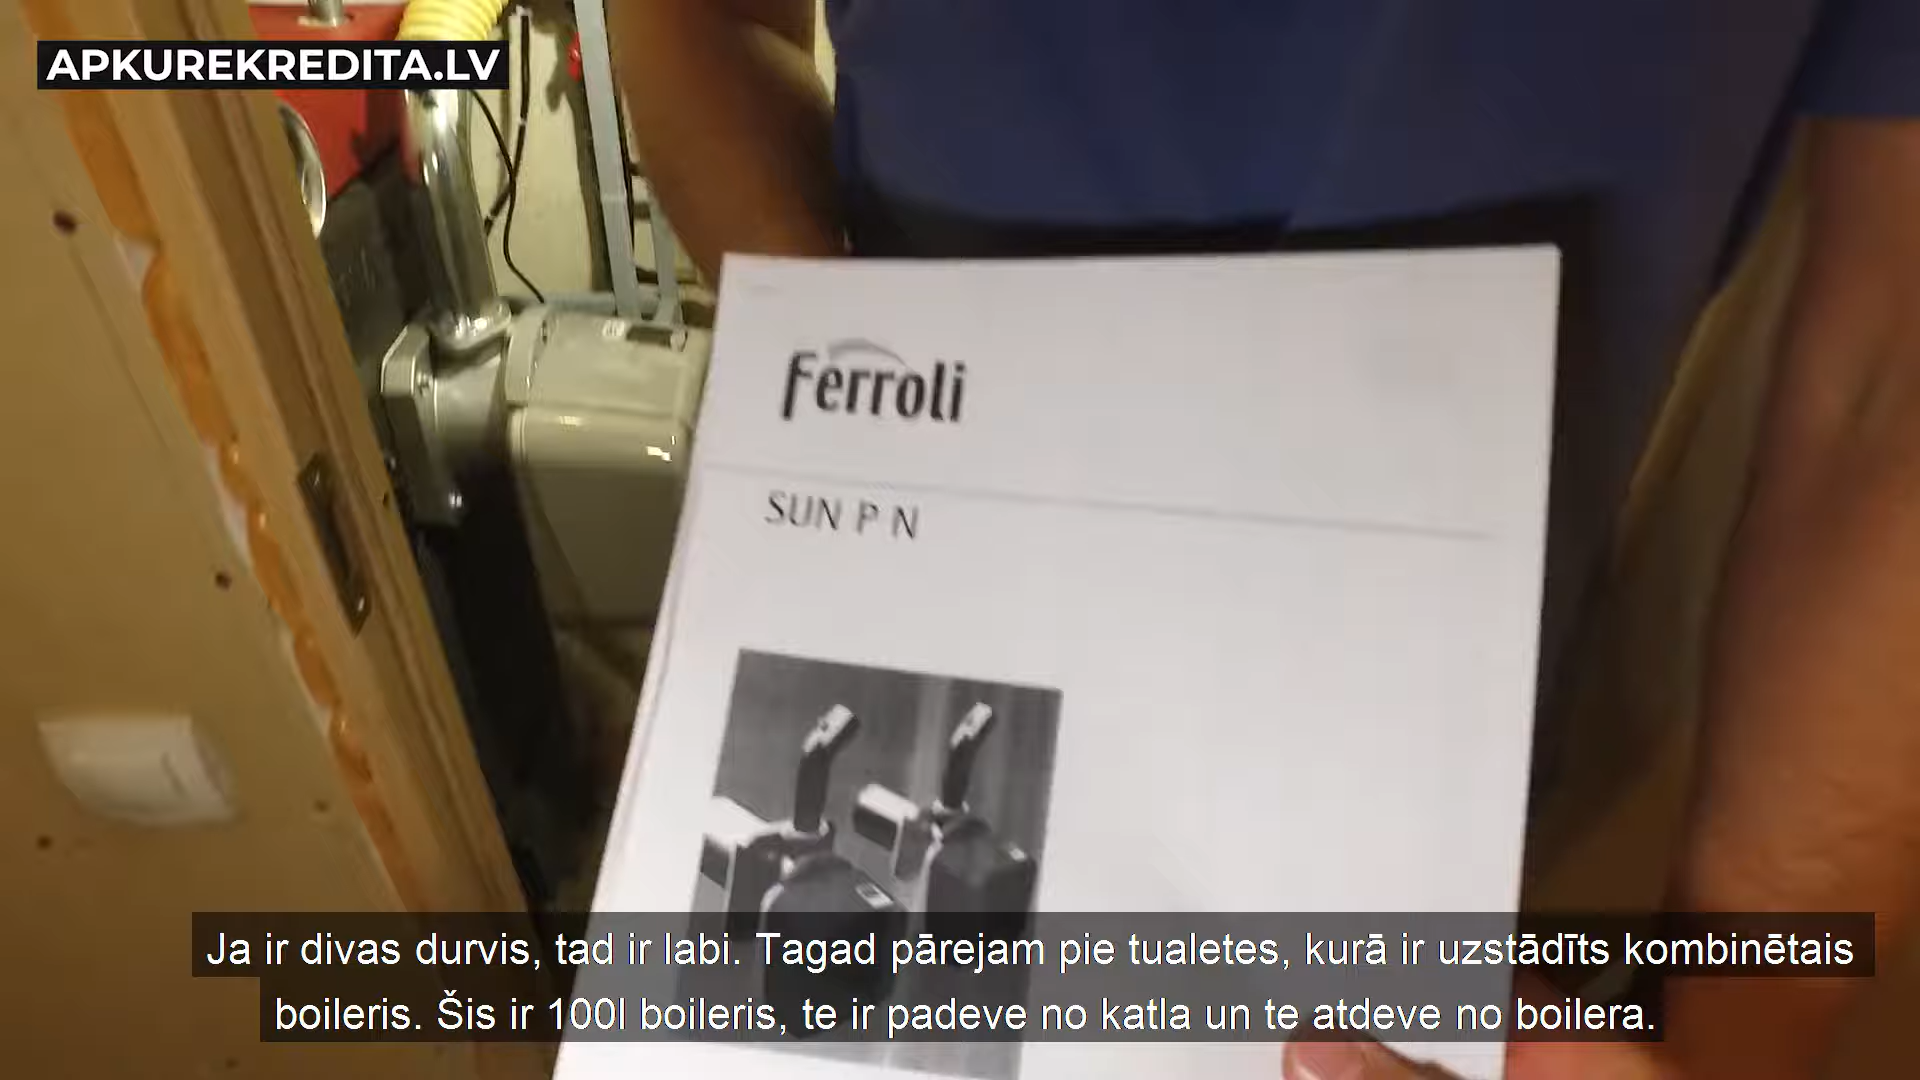 APKUREKREDITA.LV
ferroli
SUN P N
Ja ir divas durvis, tad ir labi. Tagad pārejam pie tualetes, kurā ir uzstādīts kombinētais
boileris. Šis ir 100l boileris, te ir padeve no katla un te atdeve no boilera.